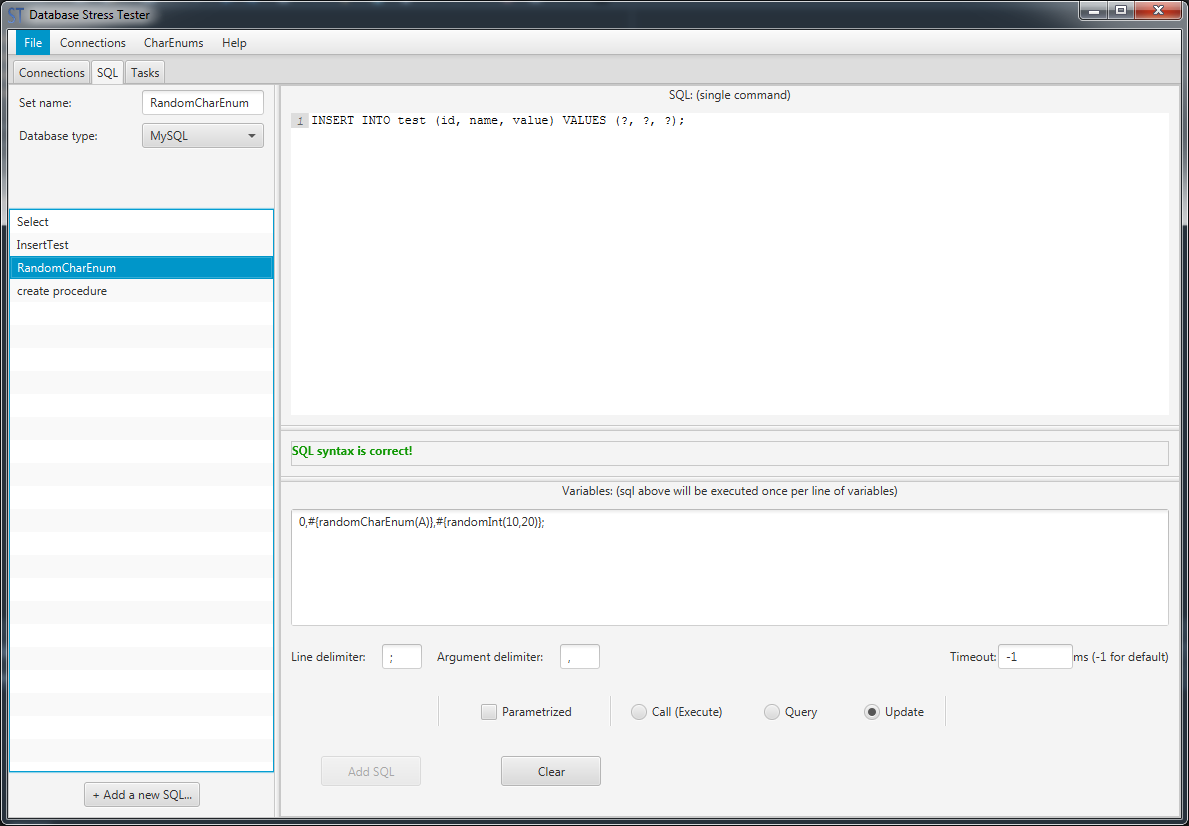 ST Database Stress Tester
File Connections CharEnums Help
Connections SQL Tasks
Set name: RandomCharEnum
Database type: MySQL
Select
InsertTest
RandomCharEnum
create procedure
+ Add a new SQL...
SQL: (single command)
1 INSERT INTO test (id, name, value) VALUES (?, ?, ?);
SQL syntax is correct!
Variables: (sql above will be executed once per line of variables)
0,#{randomCharEnum(A)},#{randomInt(10,20)};
Line delimiter: ; Argument delimiter: , Timeout: -1 ms (-1 for default)
Parametrized Call (Execute) Query Update
Add SQL Clear